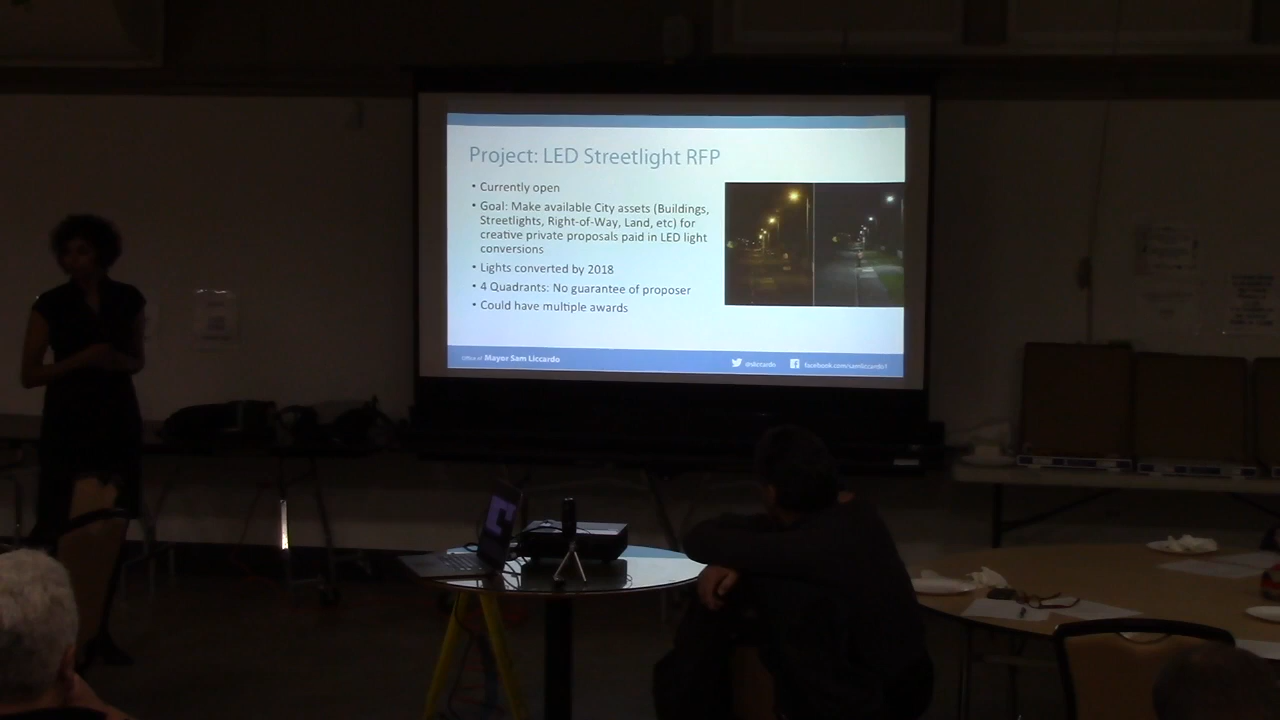 Project: LED Streetlight RFP
• Currently open
• Goal: Make available City assets (Buildings,
Streetlights, Right-of-Way, Land, etc) for
creative private proposals paid in LED light
conversions
• Lights converted by 2018
• 4 Quadrants: No guarantee of proposer
• Could have multiple awards
Office of Mayor Sam Liccardo
@sliccardo
facebook.com/samliccardo1